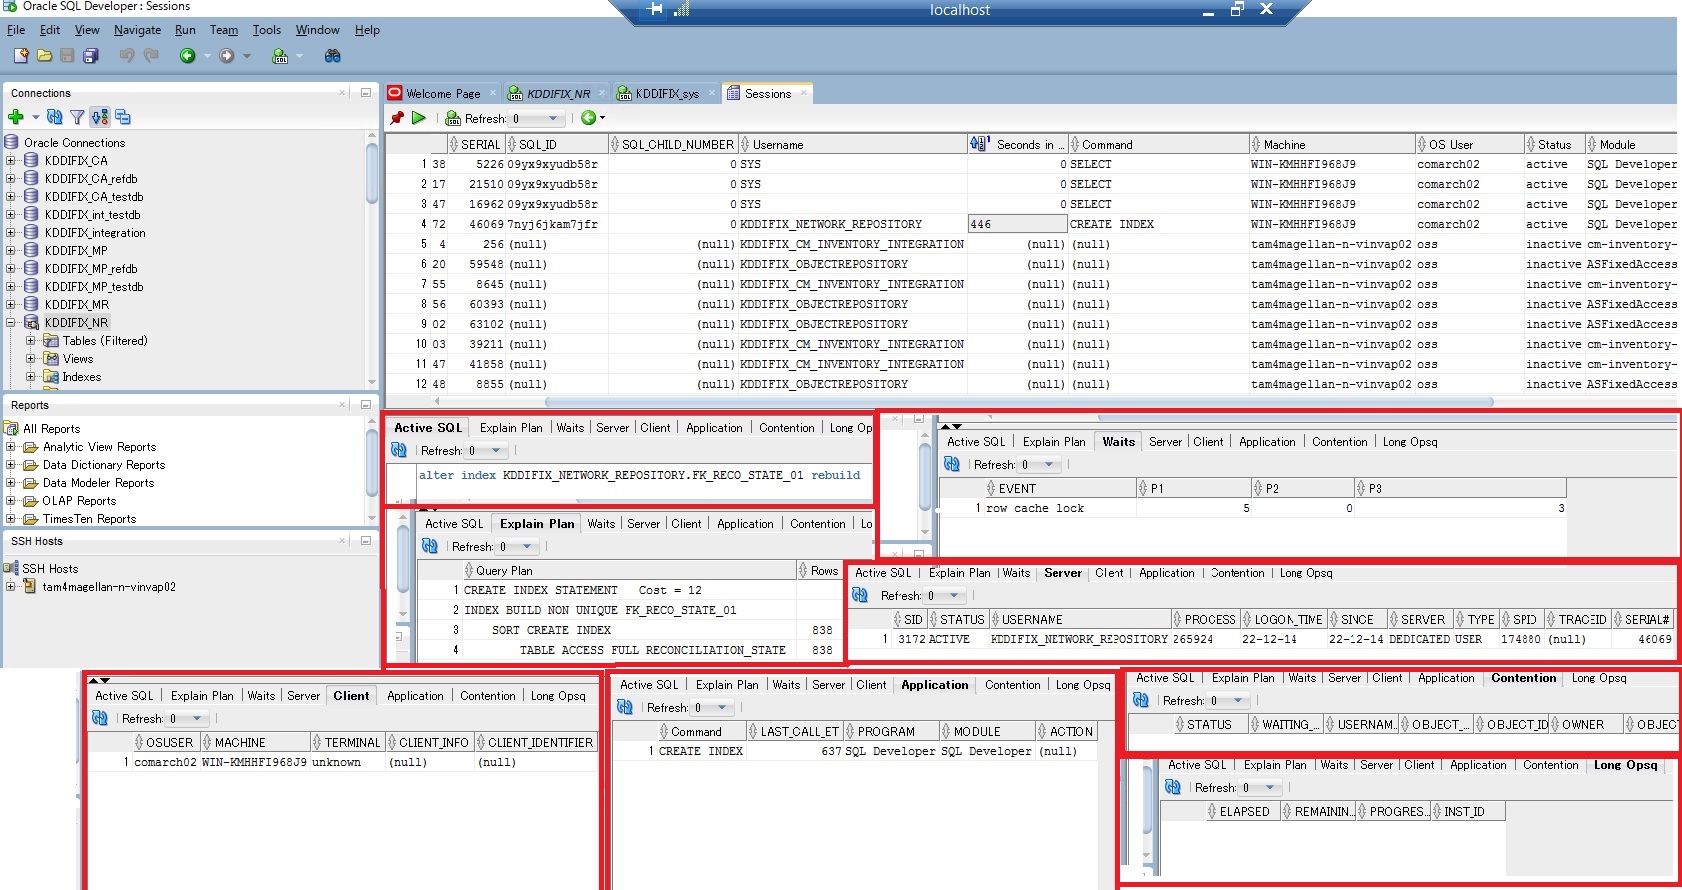 Oracle SQL Developer : Sessions
localhost
File Edit View Navigate Run Team Tools Window Help
Connections
Oracle Connections
KDDIFIX_CA
KDDIFIX_CA_refdb
KDDIFIX_CA_testdb
KDDIFIX_int_testdb
KDDIFIX_integration
KDDIFIX_MP
KDDIFIX_MP_refdb
KDDIFIX_MP_testdb
KDDIFIX_MR
KDDIFIX_NR
Tables (Filtered)
Views
Indexes
Reports
All Reports
Analytic View Reports
Data Dictionary Reports
Data Modeler Reports
OLAP Reports
TimesTen Reports
SSH Hosts
SSH Hosts
tam4magellan-n-vinvap02
Welcome Page KDDIFIX_NR KDDIFIX_sys Sessions
Refresh: 0
SERIAL SQL_ID SQL_CHILD_NUMBER Username Seconds in ... Command Machine OS User Status Module
1 38 5226 09yx9xyudb58r 0 SYS 0 SELECT WIN-KMHHFI968J9 comarch02 active SQL Developer
2 17 21510 09yx9xyudb58r 0 SYS 0 SELECT WIN-KMHHFI968J9 comarch02 active SQL Developer
3 47 16962 09yx9xyudb58r 0 SYS 0 SELECT WIN-KMHHFI968J9 comarch02 active SQL Developer
4 72 46069 7nyj6jkam7jfr 0 KDDIFIX_NETWORK_REPOSITORY 446 CREATE INDEX WIN-KMHHFI968J9 comarch02 active SQL Developer
5 4 256 (null) (null) KDDIFIX_CM_INVENTORY_INTEGRATION (null) (null) tam4magellan-n-vinvap02 oss inactive cm-inventory-
6 20 59548 (null) (null) KDDIFIX_OBJECTREPOSITORY (null) (null) tam4magellan-n-vinvap02 oss inactive ASFixedAccess
7 55 8645 (null) (null) KDDIFIX_CM_INVENTORY_INTEGRATION (null) (null) tam4magellan-n-vinvap02 oss inactive cm-inventory-
8 56 60393 (null) (null) KDDIFIX_OBJECTREPOSITORY (null) (null) tam4magellan-n-vinvap02 oss inactive ASFixedAccess
9 02 63102 (null) (null) KDDIFIX_OBJECTREPOSITORY (null) (null) tam4magellan-n-vinvap02 oss inactive ASFixedAccess
10 03 39211 (null) (null) KDDIFIX_CM_INVENTORY_INTEGRATION (null) (null) tam4magellan-n-vinvap02 oss inactive cm-inventory-
11 47 41858 (null) (null) KDDIFIX_CM_INVENTORY_INTEGRATION (null) (null) tam4magellan-n-vinvap02 oss inactive cm-inventory-
12 48 8855 (null) (null) KDDIFIX_OBJECTREPOSITORY (null) (null) tam4magellan-n-vinvap02 oss inactive ASFixedAccess
Active SQL Explain Plan Waits Server Client Application Contention Long Op
Refresh: 0
alter index KDDIFIX_NETWORK_REPOSITORY.FK_RECO_STATE_01 rebuild
Active SQL Explain Plan Waits Server Client Application Contention Long Opsq
Refresh: 0
EVENT P1 P2 P3
1 row cache lock 5 0 3
Active SQL Explain Plan Waits Server Client Application Contention Lo
Refresh: 0
Query Plan Rows
1 CREATE INDEX STATEMENT Cost = 12
2 INDEX BUILD NON UNIQUE FK_RECO_STATE_01
3 SORT CREATE INDEX 838
4 TABLE ACCESS FULL RECONCILIATION_STATE 838
Active SQL Explain Plan Waits Server Client Application Contention Long Opsq
Refresh: 0
SID STATUS USERNAME PROCESS LOGON_TIME SINCE SERVER TYPE SPID TRACEID SERIAL#
1 3172 ACTIVE KDDIFIX_NETWORK_REPOSITORY 265924 22-12-14 22-12-14 DEDICATED USER 174880 (null) 46069
Active SQL Explain Plan Waits Server Client Application Contention Long Opsq
Refresh: 0
OSUSER MACHINE TERMINAL CLIENT_INFO CLIENT_IDENTIFIER
1 comarch02 WIN-KMHHFI968J9 unknown (null) (null)
Active SQL Explain Plan Waits Server Client Application Contention Long Opsq
Refresh: 0
Command LAST_CALL_ET PROGRAM MODULE ACTION
1 CREATE INDEX 637 SQL Developer SQL Developer (null)
Active SQL Explain Plan Waits Server Client Application Contention Long Opsq
Refresh: 0
STATUS WAITING_... USERNAM... OBJECT_... OBJECT_ID OWNER OBJEC
Active SQL Explain Plan Waits Server Client Application Contention Long Opsq
Refresh: 0
ELAPSED REMAININ... PROGRES... INST_ID